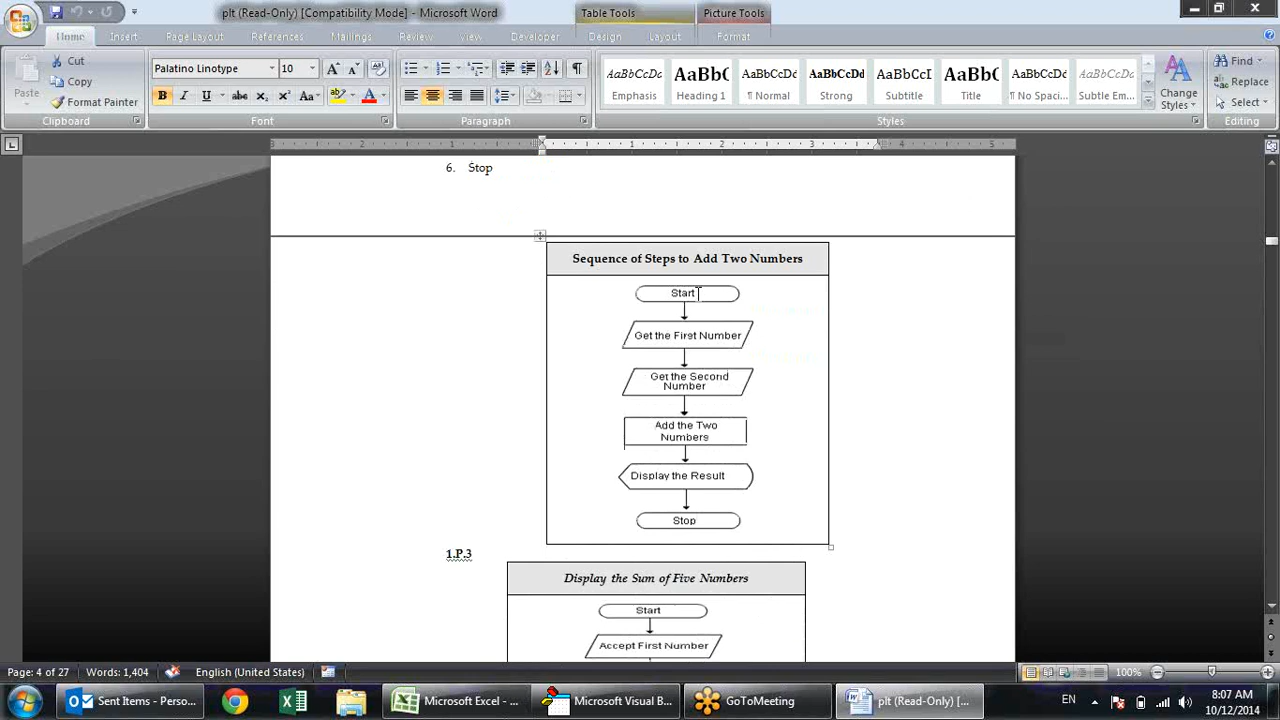 plt (Read-Only) [Compatibility Mode] - Microsoft Word
Table Tools
Picture Tools
Home
Insert
Page Layout
References
Mailings
Review
View
Developer
Design
Layout
Format
Paste
Cut
Copy
Format Painter
Clipboard
Palatino Linotype
10
Font
Paragraph
AaBbCcDc
Emphasis
AaBbC
Heading 1
AaBbCcDc
¶ Normal
AaBbCcDd
Strong
AaBbCcI
Subtitle
AaBbC
Title
AaBbCcDc
¶ No Spaci...
AaBbCcDc
Subtle Em...
Change
Styles
Styles
Find
Replace
Select
Editing
6. Stop
Sequence of Steps to Add Two Numbers
Start
Get the First Number
Get the Second
Number
Add the Two
Numbers
Display the Result
Stop
1.P.3
Display the Sum of Five Numbers
Start
Accept First Number
Page: 4 of 27
Words: 1,404
English (United States)
100%
Sent Items - Perso...
Microsoft Excel - ...
Microsoft Visual B...
GoToMeeting
plt (Read-Only) [...
EN
8:07 AM
10/12/2014